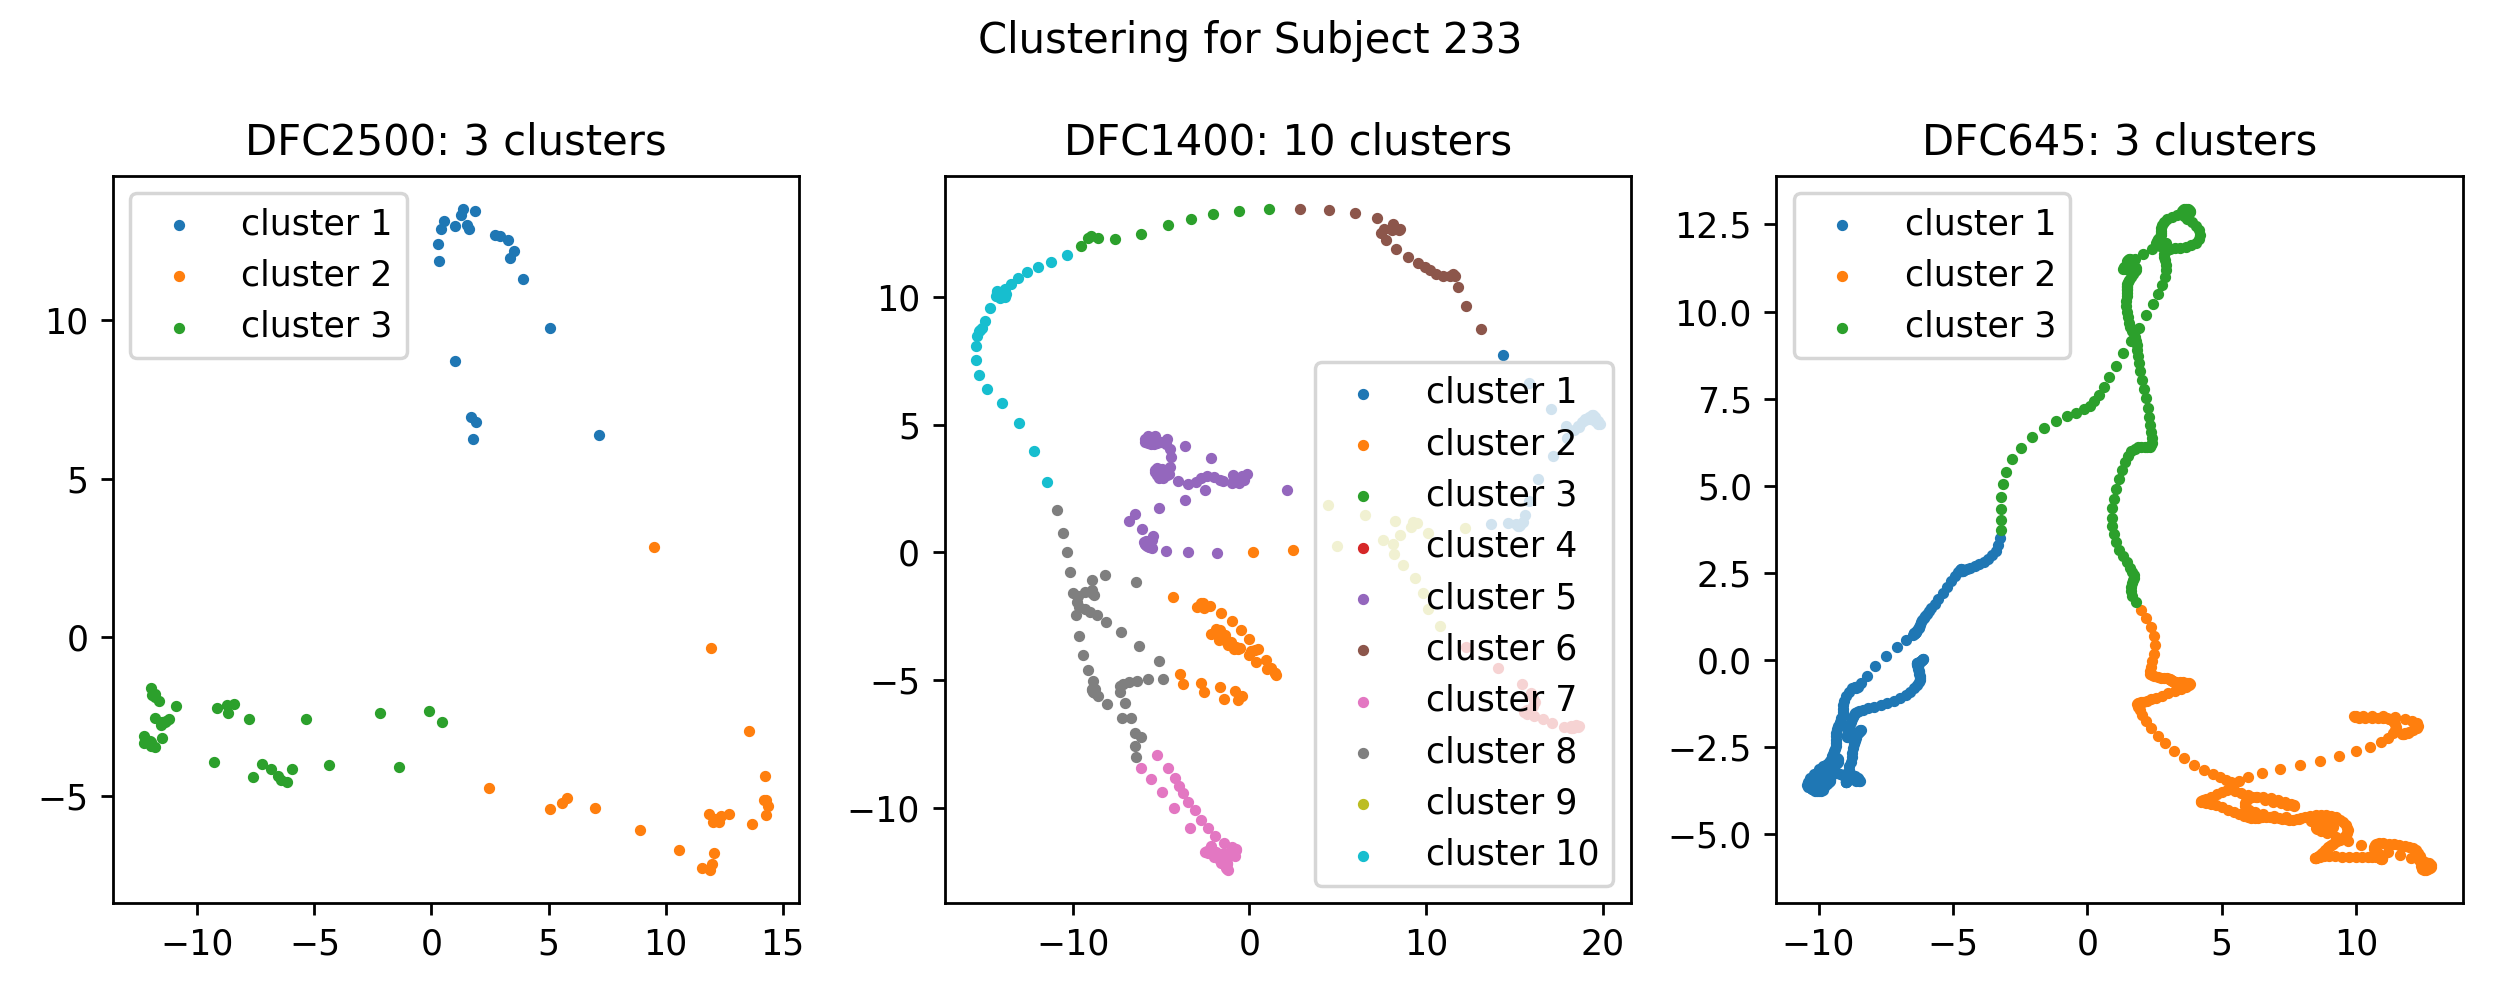 Clustering for Subject 233
DFC2500: 3 clusters
cluster 1
cluster 2
cluster 3
10
5
0
−5
−10
−5
0
5
10
15
DFC1400: 10 clusters
cluster 1
cluster 2
cluster 3
cluster 4
cluster 5
cluster 6
cluster 7
cluster 8
cluster 9
cluster 10
10
5
0
−5
−10
−10
0
10
20
DFC645: 3 clusters
cluster 1
cluster 2
cluster 3
12.5
10.0
7.5
5.0
2.5
0.0
−2.5
−5.0
−10
−5
0
5
10